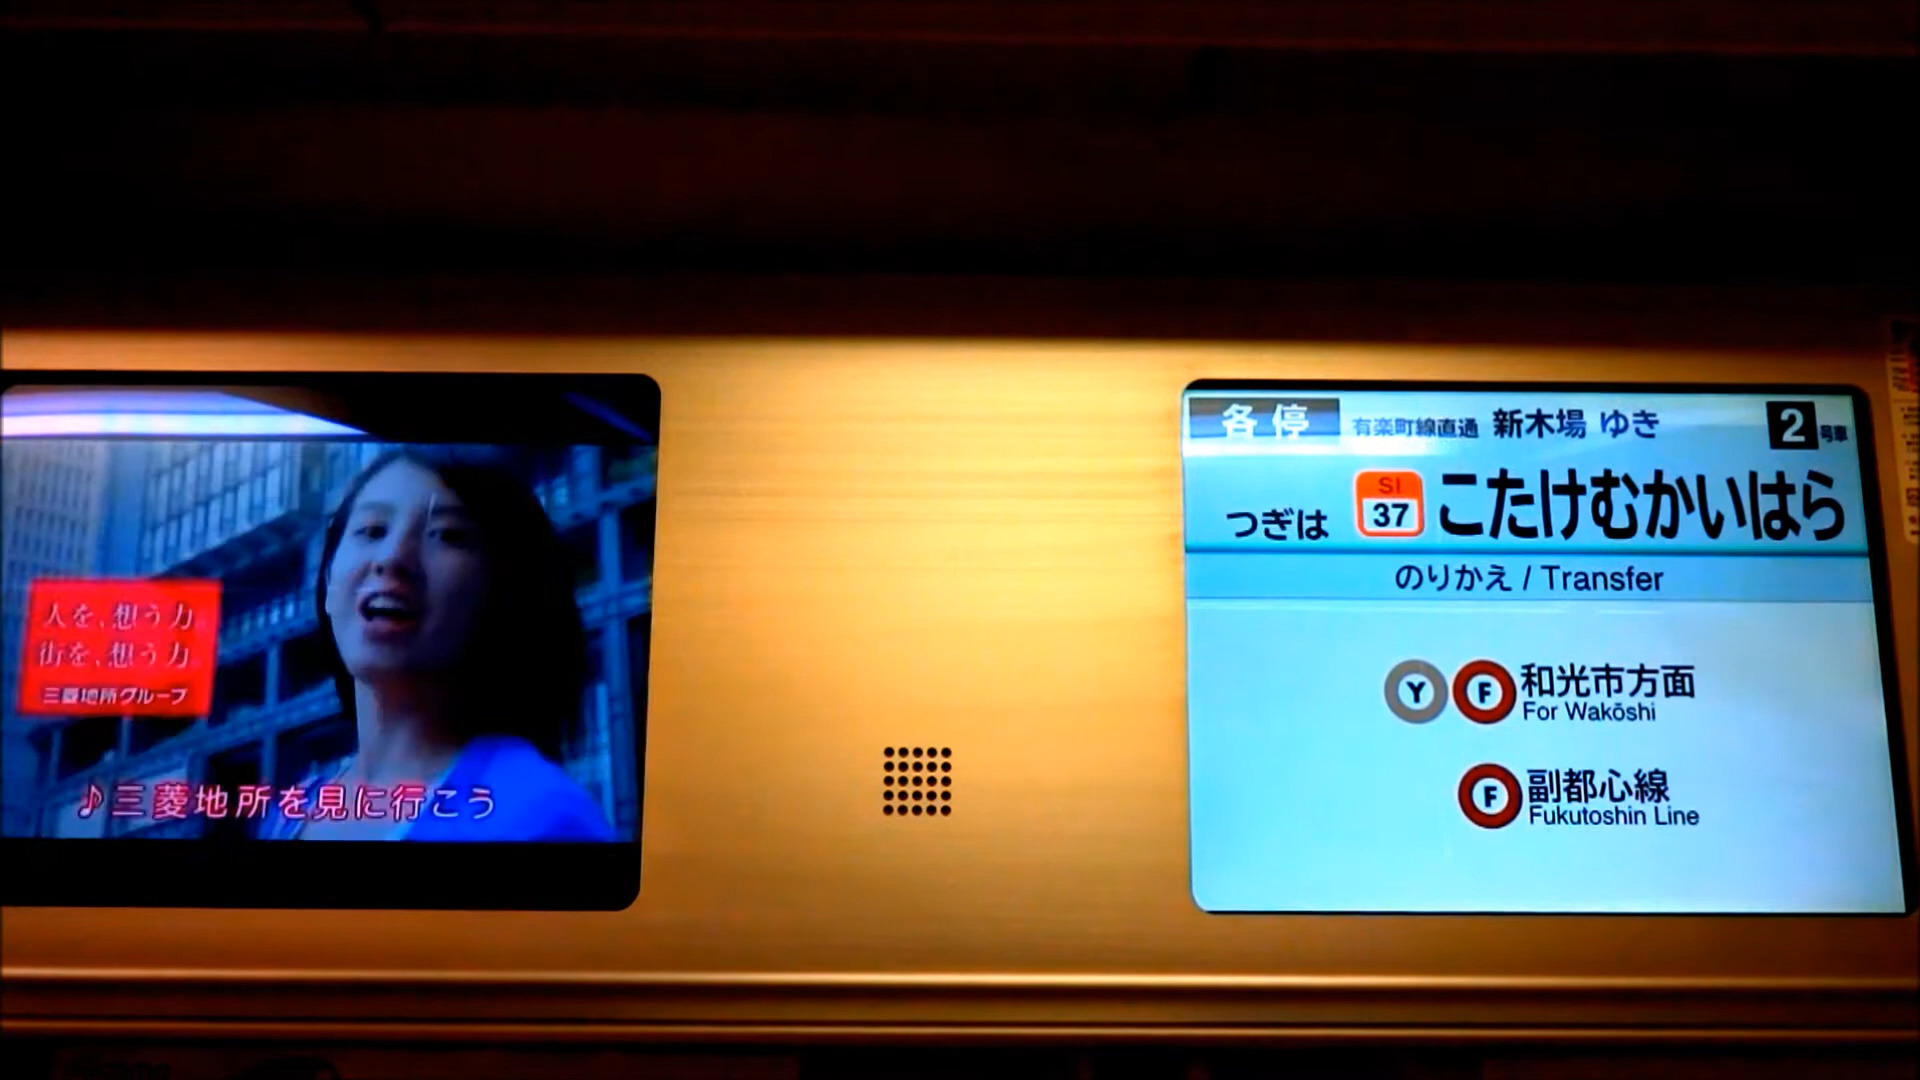 人を、想う力。
街を、想う力。
三菱地所グループ
♪三菱地所を見に行こう
各停 有楽町線直通 新木場 ゆき 2号車
つぎは SI 37 こたけむかいはら
のりかえ / Transfer
Y F 和光市方面
For Wakōshi
F 副都心線
Fukutoshin Line